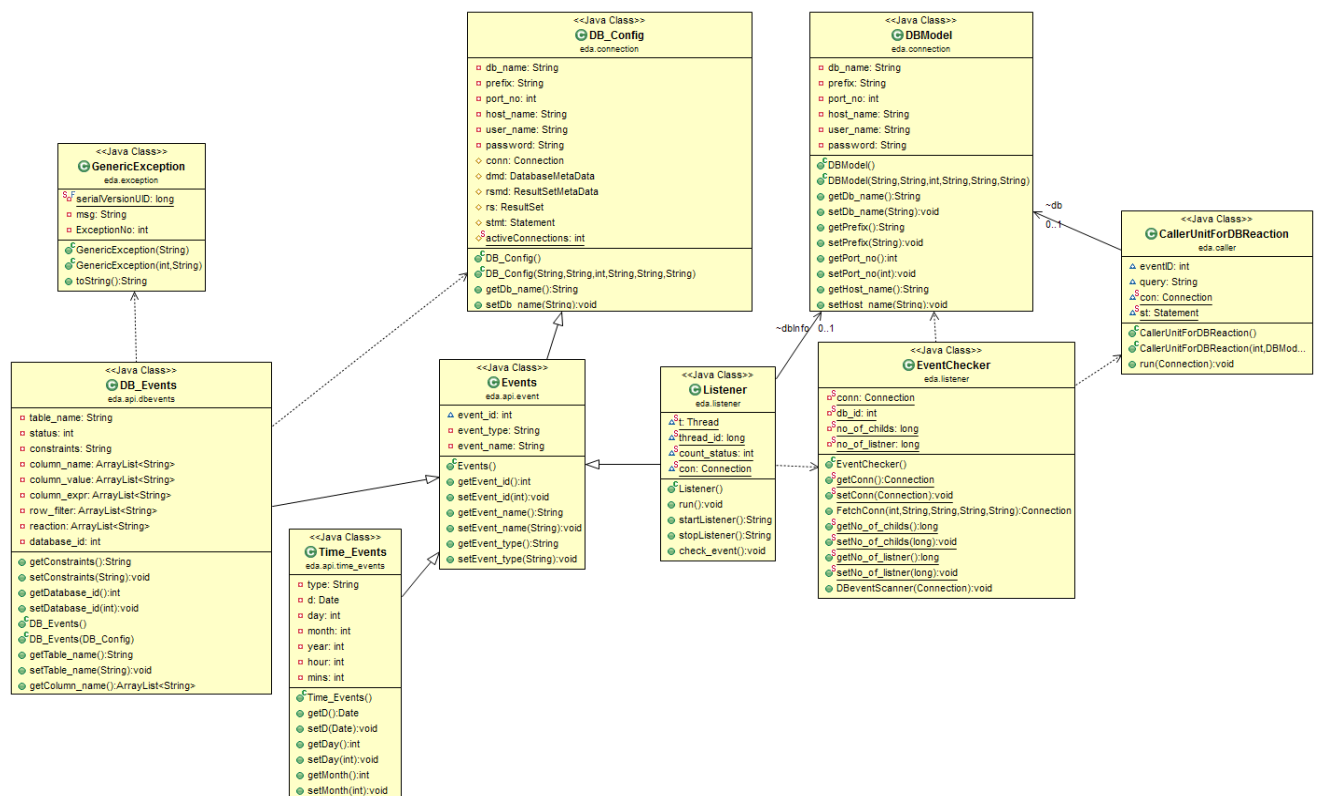 <<Java Class>>
GenericException
eda.exception
serialVersionUID: long
msg: String
ExceptionNo: int
GenericException(String)
GenericException(int,String)
toString():String
<<Java Class>>
DB_Config
eda.connection
db_name: String
prefix: String
port_no: int
host_name: String
user_name: String
password: String
conn: Connection
dmd: DatabaseMetaData
rsmd: ResultSetMetaData
rs: ResultSet
stmt: Statement
activeConnections: int
DB_Config()
DB_Config(String,String,int,String,String,String)
getDb_name():String
setDb_name(String):void
<<Java Class>>
DBModel
eda.connection
db_name: String
prefix: String
port_no: int
host_name: String
user_name: String
password: String
DBModel()
DBModel(String,String,int,String,String,String)
getDb_name():String
setDb_name(String):void
getPrefix():String
setPrefix(String):void
getPort_no():int
setPort_no(int):void
getHost_name():String
setHost_name(String):void
~db
0..1
<<Java Class>>
CallerUnitForDBReaction
eda.caller
eventID: int
query: String
con: Connection
st: Statement
CallerUnitForDBReaction()
CallerUnitForDBReaction(int,DBMod...
run(Connection):void
~dbInfo 0..1
<<Java Class>>
DB_Events
eda.api.dbevents
table_name: String
status: int
constraints: String
column_name: ArrayList<String>
column_value: ArrayList<String>
column_expr: ArrayList<String>
row_filter: ArrayList<String>
reaction: ArrayList<String>
database_id: int
getConstraints():String
setConstraints(String):void
getDatabase_id():int
setDatabase_id(int):void
DB_Events()
DB_Events(DB_Config)
getTable_name():String
setTable_name(String):void
getColumn_name():ArrayList<String>
<<Java Class>>
Events
eda.api.event
event_id: int
event_type: String
event_name: String
Events()
getEvent_id():int
setEvent_id(int):void
getEvent_name():String
setEvent_name(String):void
getEvent_type():String
setEvent_type(String):void
<<Java Class>>
Listener
eda.listener
t: Thread
thread_id: long
count_status: int
con: Connection
Listener()
run():void
startListener():String
stopListener():String
check_event():void
<<Java Class>>
EventChecker
eda.listener
conn: Connection
db_id: int
no_of_childs: long
no_of_listner: long
EventChecker()
getConn():Connection
setConn(Connection):void
FetchConn(int,String,String,String,String):Connection
getNo_of_childs():long
setNo_of_childs(long):void
getNo_of_listner():long
setNo_of_listner(long):void
DBeventScanner(Connection):void
<<Java Class>>
Time_Events
eda.api.time_events
type: String
d: Date
day: int
month: int
year: int
hour: int
mins: int
Time_Events()
getD():Date
setD(Date):void
getDay():int
setDay(int):void
getMonth():int
setMonth(int):void